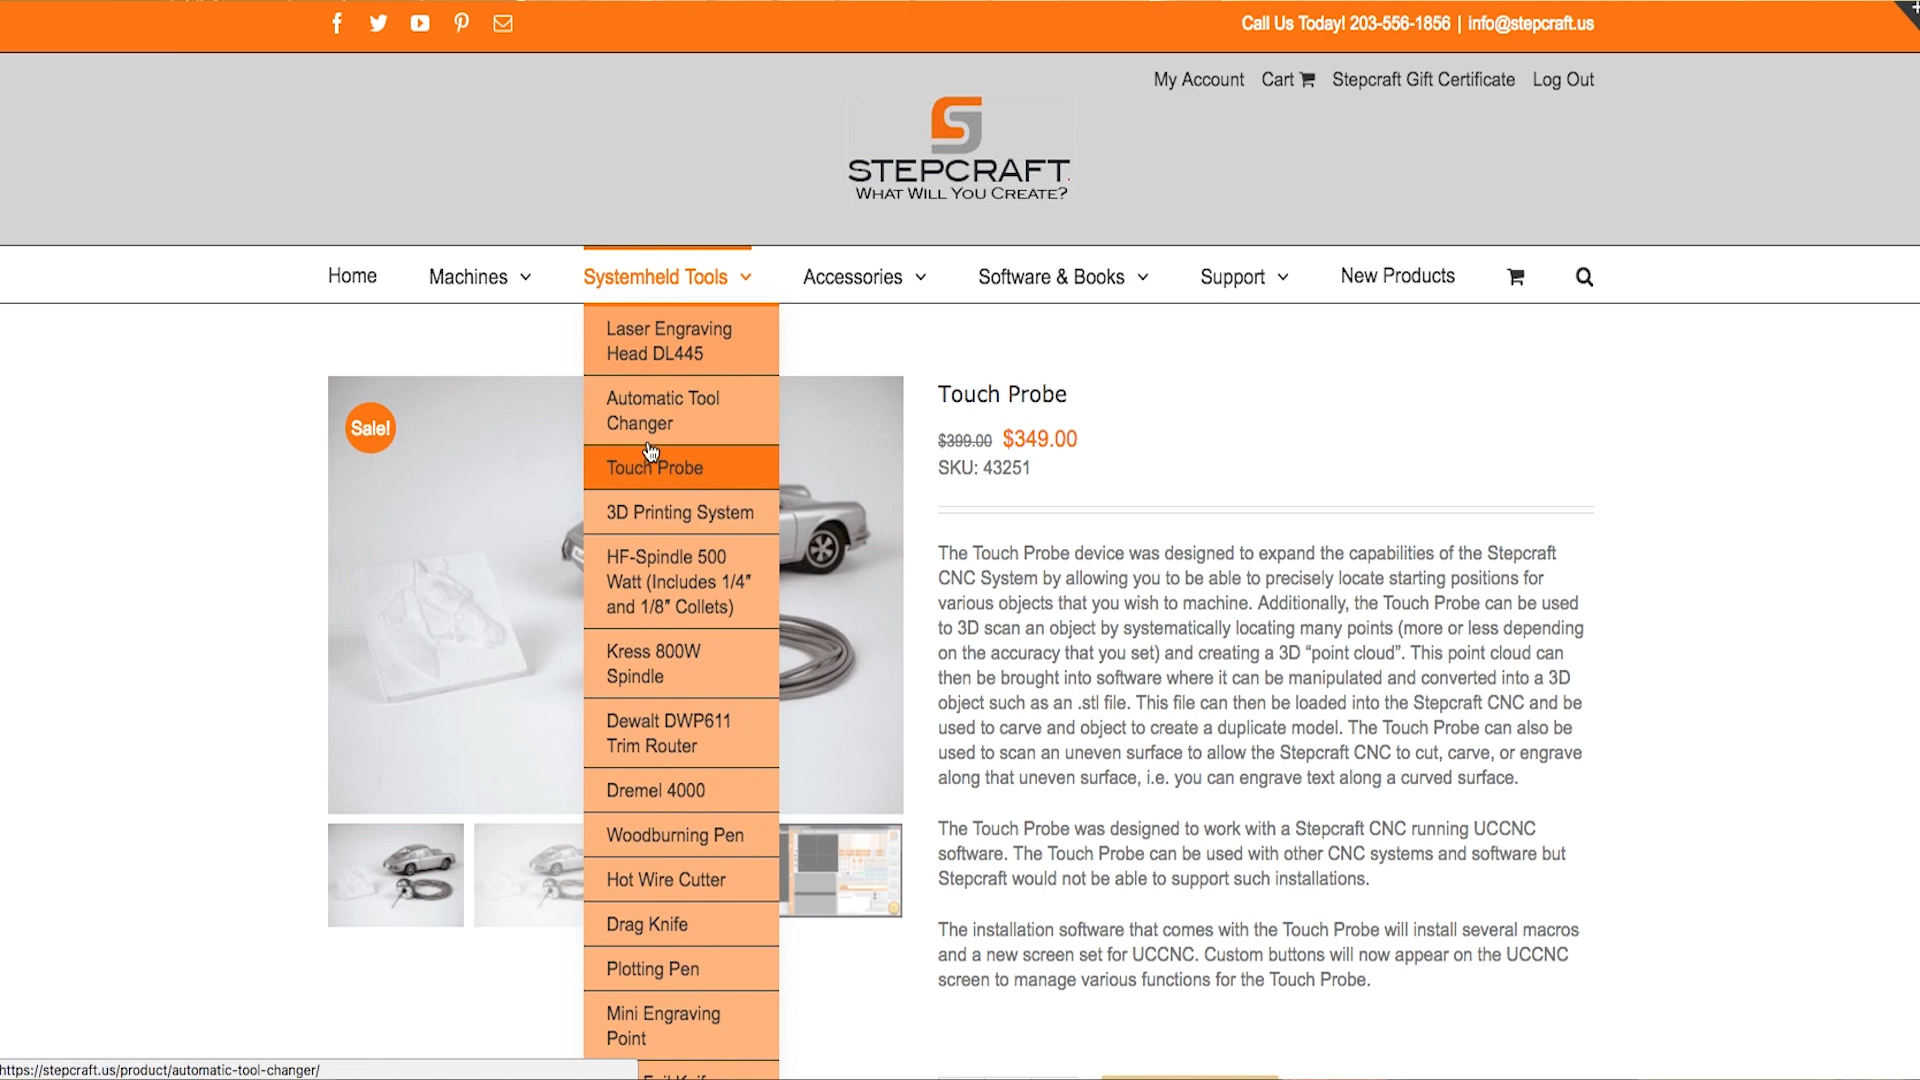 Call Us Today! 203-556-1856 | info@stepcraft.us
My Account Cart Stepcraft Gift Certificate Log Out
STEPCRAFT
WHAT WILL YOU CREATE?
Home Machines Systemheld Tools Accessories Software & Books Support New Products
Laser Engraving
Head DL445
Automatic Tool
Changer
Touch Probe
3D Printing System
HF-Spindle 500
Watt (Includes 1/4"
and 1/8" Collets)
Kress 800W
Spindle
Dewalt DWP611
Trim Router
Dremel 4000
Woodburning Pen
Hot Wire Cutter
Drag Knife
Plotting Pen
Mini Engraving
Point
Sale!
Touch Probe
$399.00 $349.00
SKU: 43251
The Touch Probe device was designed to expand the capabilities of the Stepcraft
CNC System by allowing you to be able to precisely locate starting positions for
various objects that you wish to machine. Additionally, the Touch Probe can be used
to 3D scan an object by systematically locating many points (more or less depending
on the accuracy that you set) and creating a 3D “point cloud”. This point cloud can
then be brought into software where it can be manipulated and converted into a 3D
object such as an .stl file. This file can then be loaded into the Stepcraft CNC and be
used to carve and object to create a duplicate model. The Touch Probe can also be
used to scan an uneven surface to allow the Stepcraft CNC to cut, carve, or engrave
along that uneven surface, i.e. you can engrave text along a curved surface.
The Touch Probe was designed to work with a Stepcraft CNC running UCCNC
software. The Touch Probe can be used with other CNC systems and software but
Stepcraft would not be able to support such installations.
The installation software that comes with the Touch Probe will install several macros
and a new screen set for UCCNC. Custom buttons will now appear on the UCCNC
screen to manage various functions for the Touch Probe.
https://stepcraft.us/product/automatic-tool-changer/